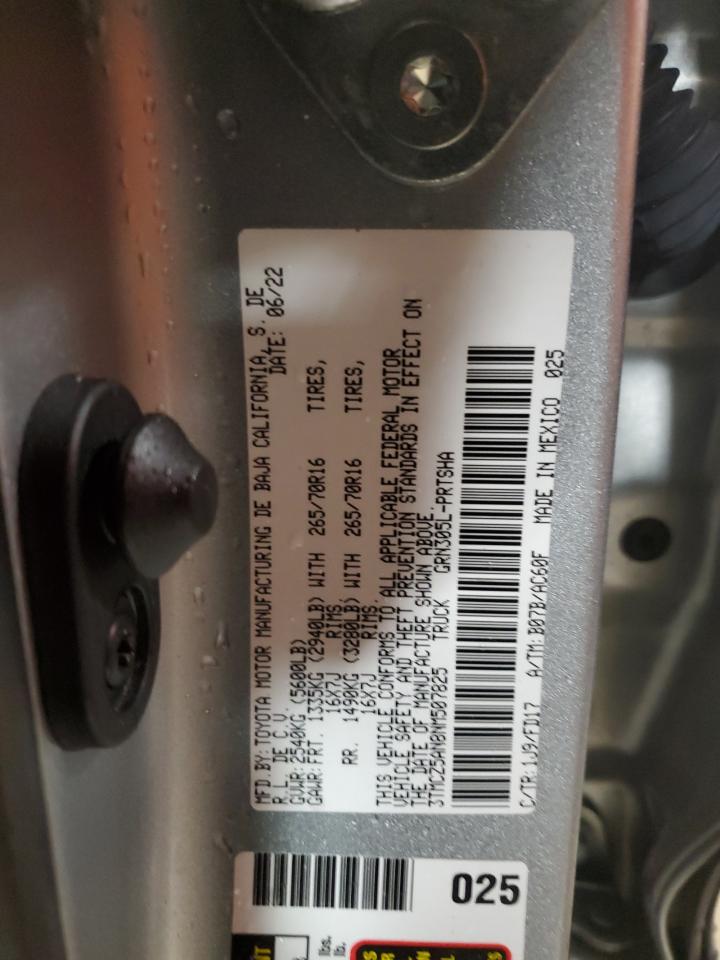 MFD.BY:TOYOTA MOTOR MANUFACTURING DE BAJA CALIFORNIA, S. DE
R.L. DE C.V. DATE: 06/22
GVWR:2540KG (5600LB)
GAWR:FRT. 1335KG (2940LB) WITH 265/70R16 TIRES,
16X7J RIMS,
RR. 1490KG (3280LB) WITH 265/70R16 TIRES,
16X7J RIMS.
THIS VEHICLE CONFORMS TO ALL APPLICABLE FEDERAL MOTOR
VEHICLE SAFETY AND THEFT PREVENTION STANDARDS IN EFFECT ON
THE DATE OF MANUFACTURE SHOWN ABOVE.
3TMCZ5AN8NM507825 TRUCK GRN305L-PRTSHA
C/TR:1J9/FD17 A/TM:B07B/AC60F MADE IN MEXICO 025
025
lbs.
lb.